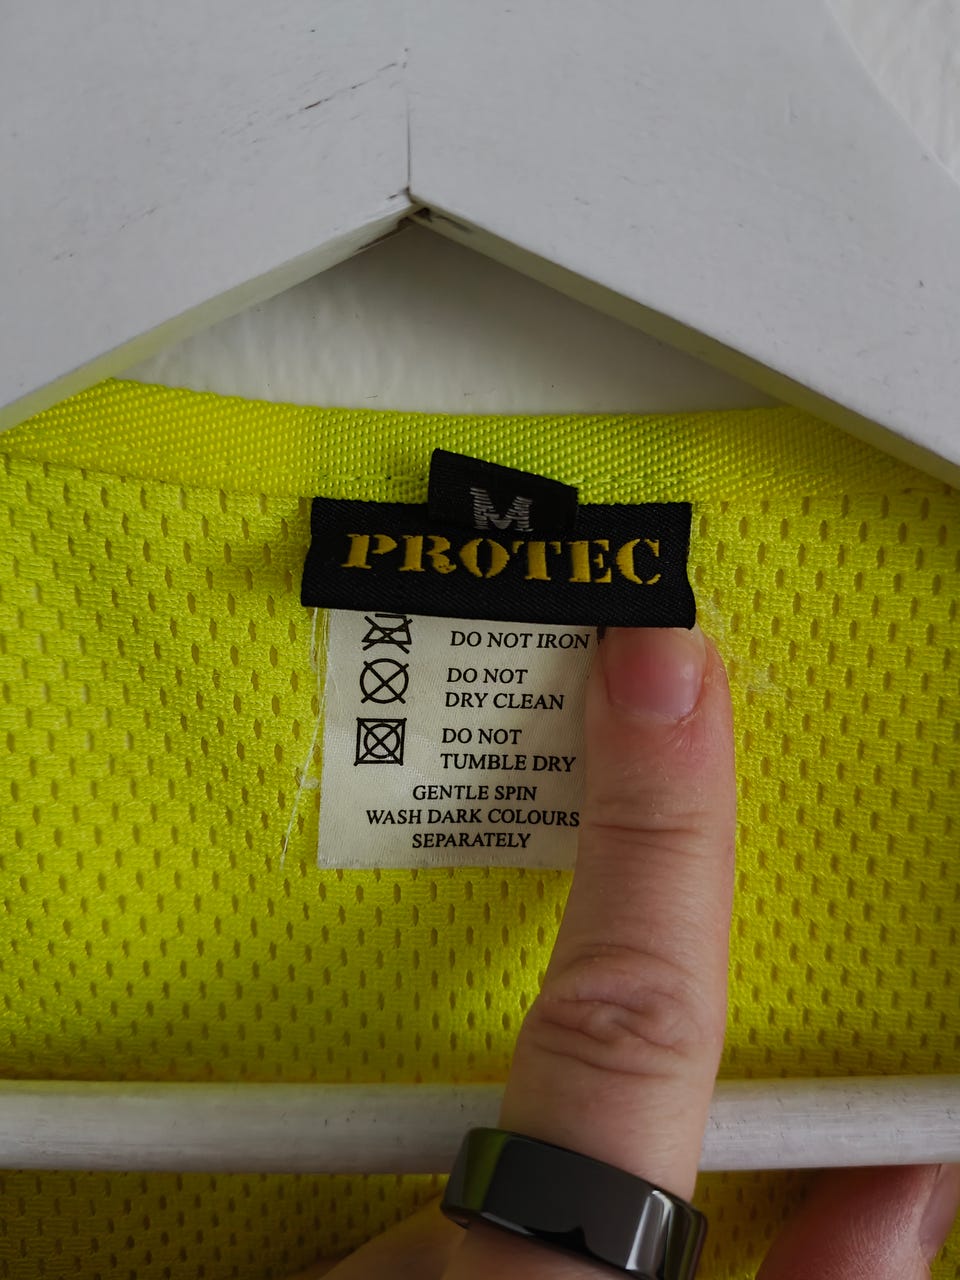 M
PROTEC
DO NOT IRON
DO NOT
DRY CLEAN
DO NOT
TUMBLE DRY
GENTLE SPIN
WASH DARK COLOURS
SEPARATELY